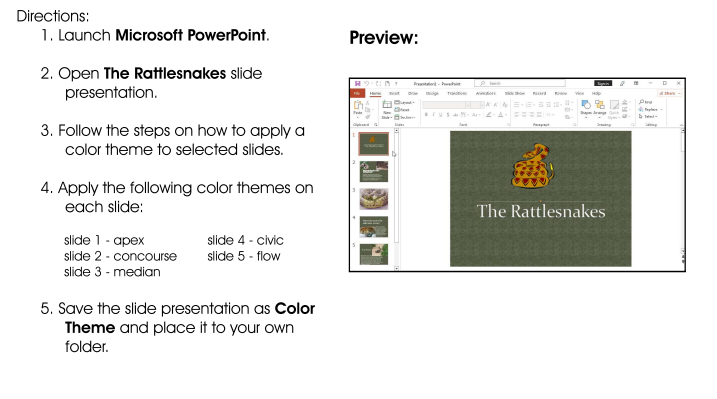 Directions:
1. Launch Microsoft PowerPoint.
2. Open The Rattlesnakes slide
presentation.
3. Follow the steps on how to apply a
color theme to selected slides.
4. Apply the following color themes on
each slide:
slide 1 - apex
slide 2 - concourse
slide 3 - median
slide 4 - civic
slide 5 - flow
5. Save the slide presentation as Color
Theme and place it to your own
folder.
Preview:
Presentation1 - PowerPoint
Search
File Home Insert Draw Design Transitions Animations Slide Show Record Review View Help
Share
Paste
New
Slide
Layout
Reset
Section
Shapes Arrange
Find
Replace
Select
Clipboard Slides Font Paragraph Drawing Editing
1
2
3
4
5
The Rattlesnakes